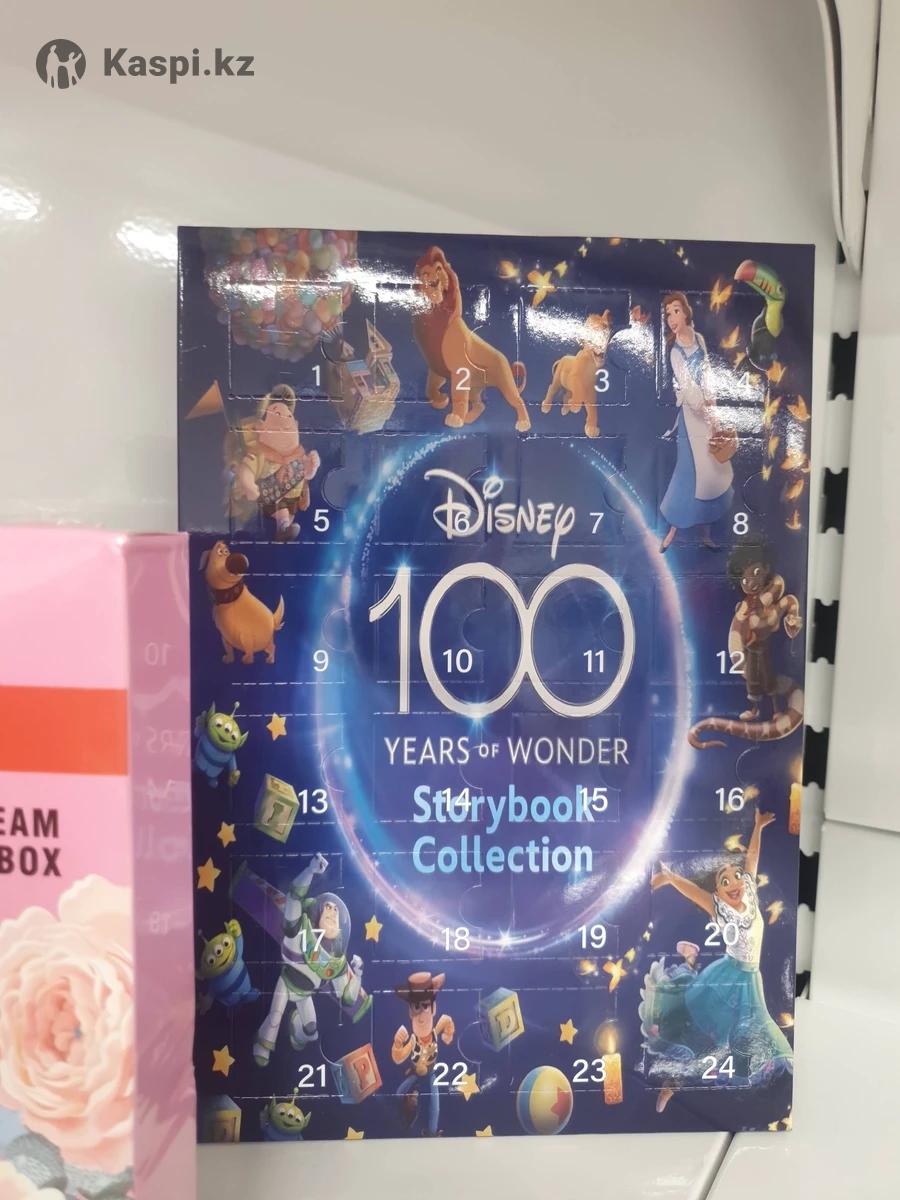 Kaspi.kz
1 2 3 4
5 6 7 8
Disney
9 10 11 12
100
YEARS OF WONDER
13 14 15 16
Storybook
Collection
17 18 19 20
21 22 23 24
P
D
EAM
BOX